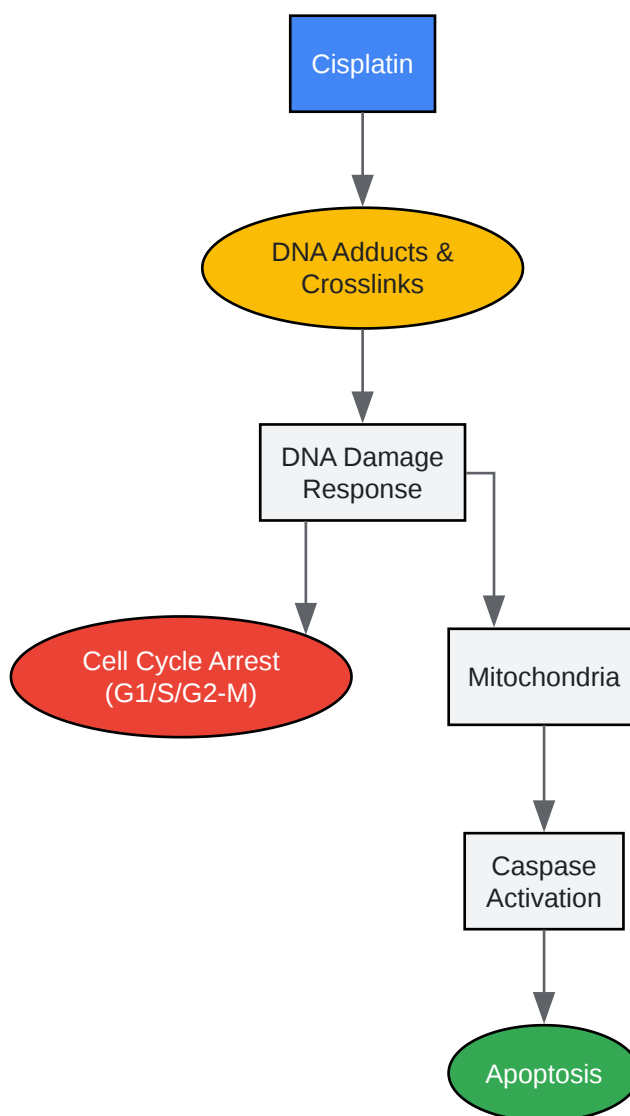 Cisplatin
DNA Adducts &
Crosslinks
DNA Damage
Response
Cell Cycle Arrest
(G1/S/G2-M)
Mitochondria
Caspase
Activation
Apoptosis